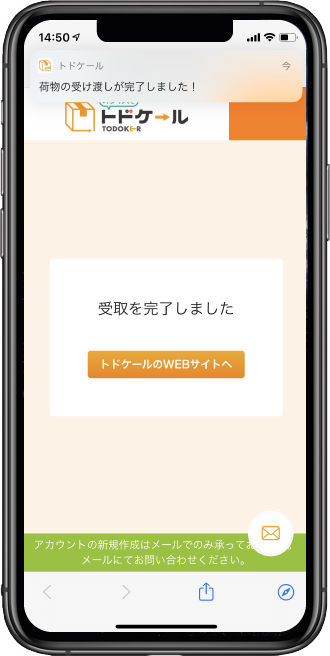 14:50
トドケール
今
荷物の受け渡しが完了しました！
トドケール
TODOKE-R
受取を完了しました
トドケールのWEBサイトへ
アカウントの新規作成はメールでのみ承ってお
メールにてお問い合わせください。